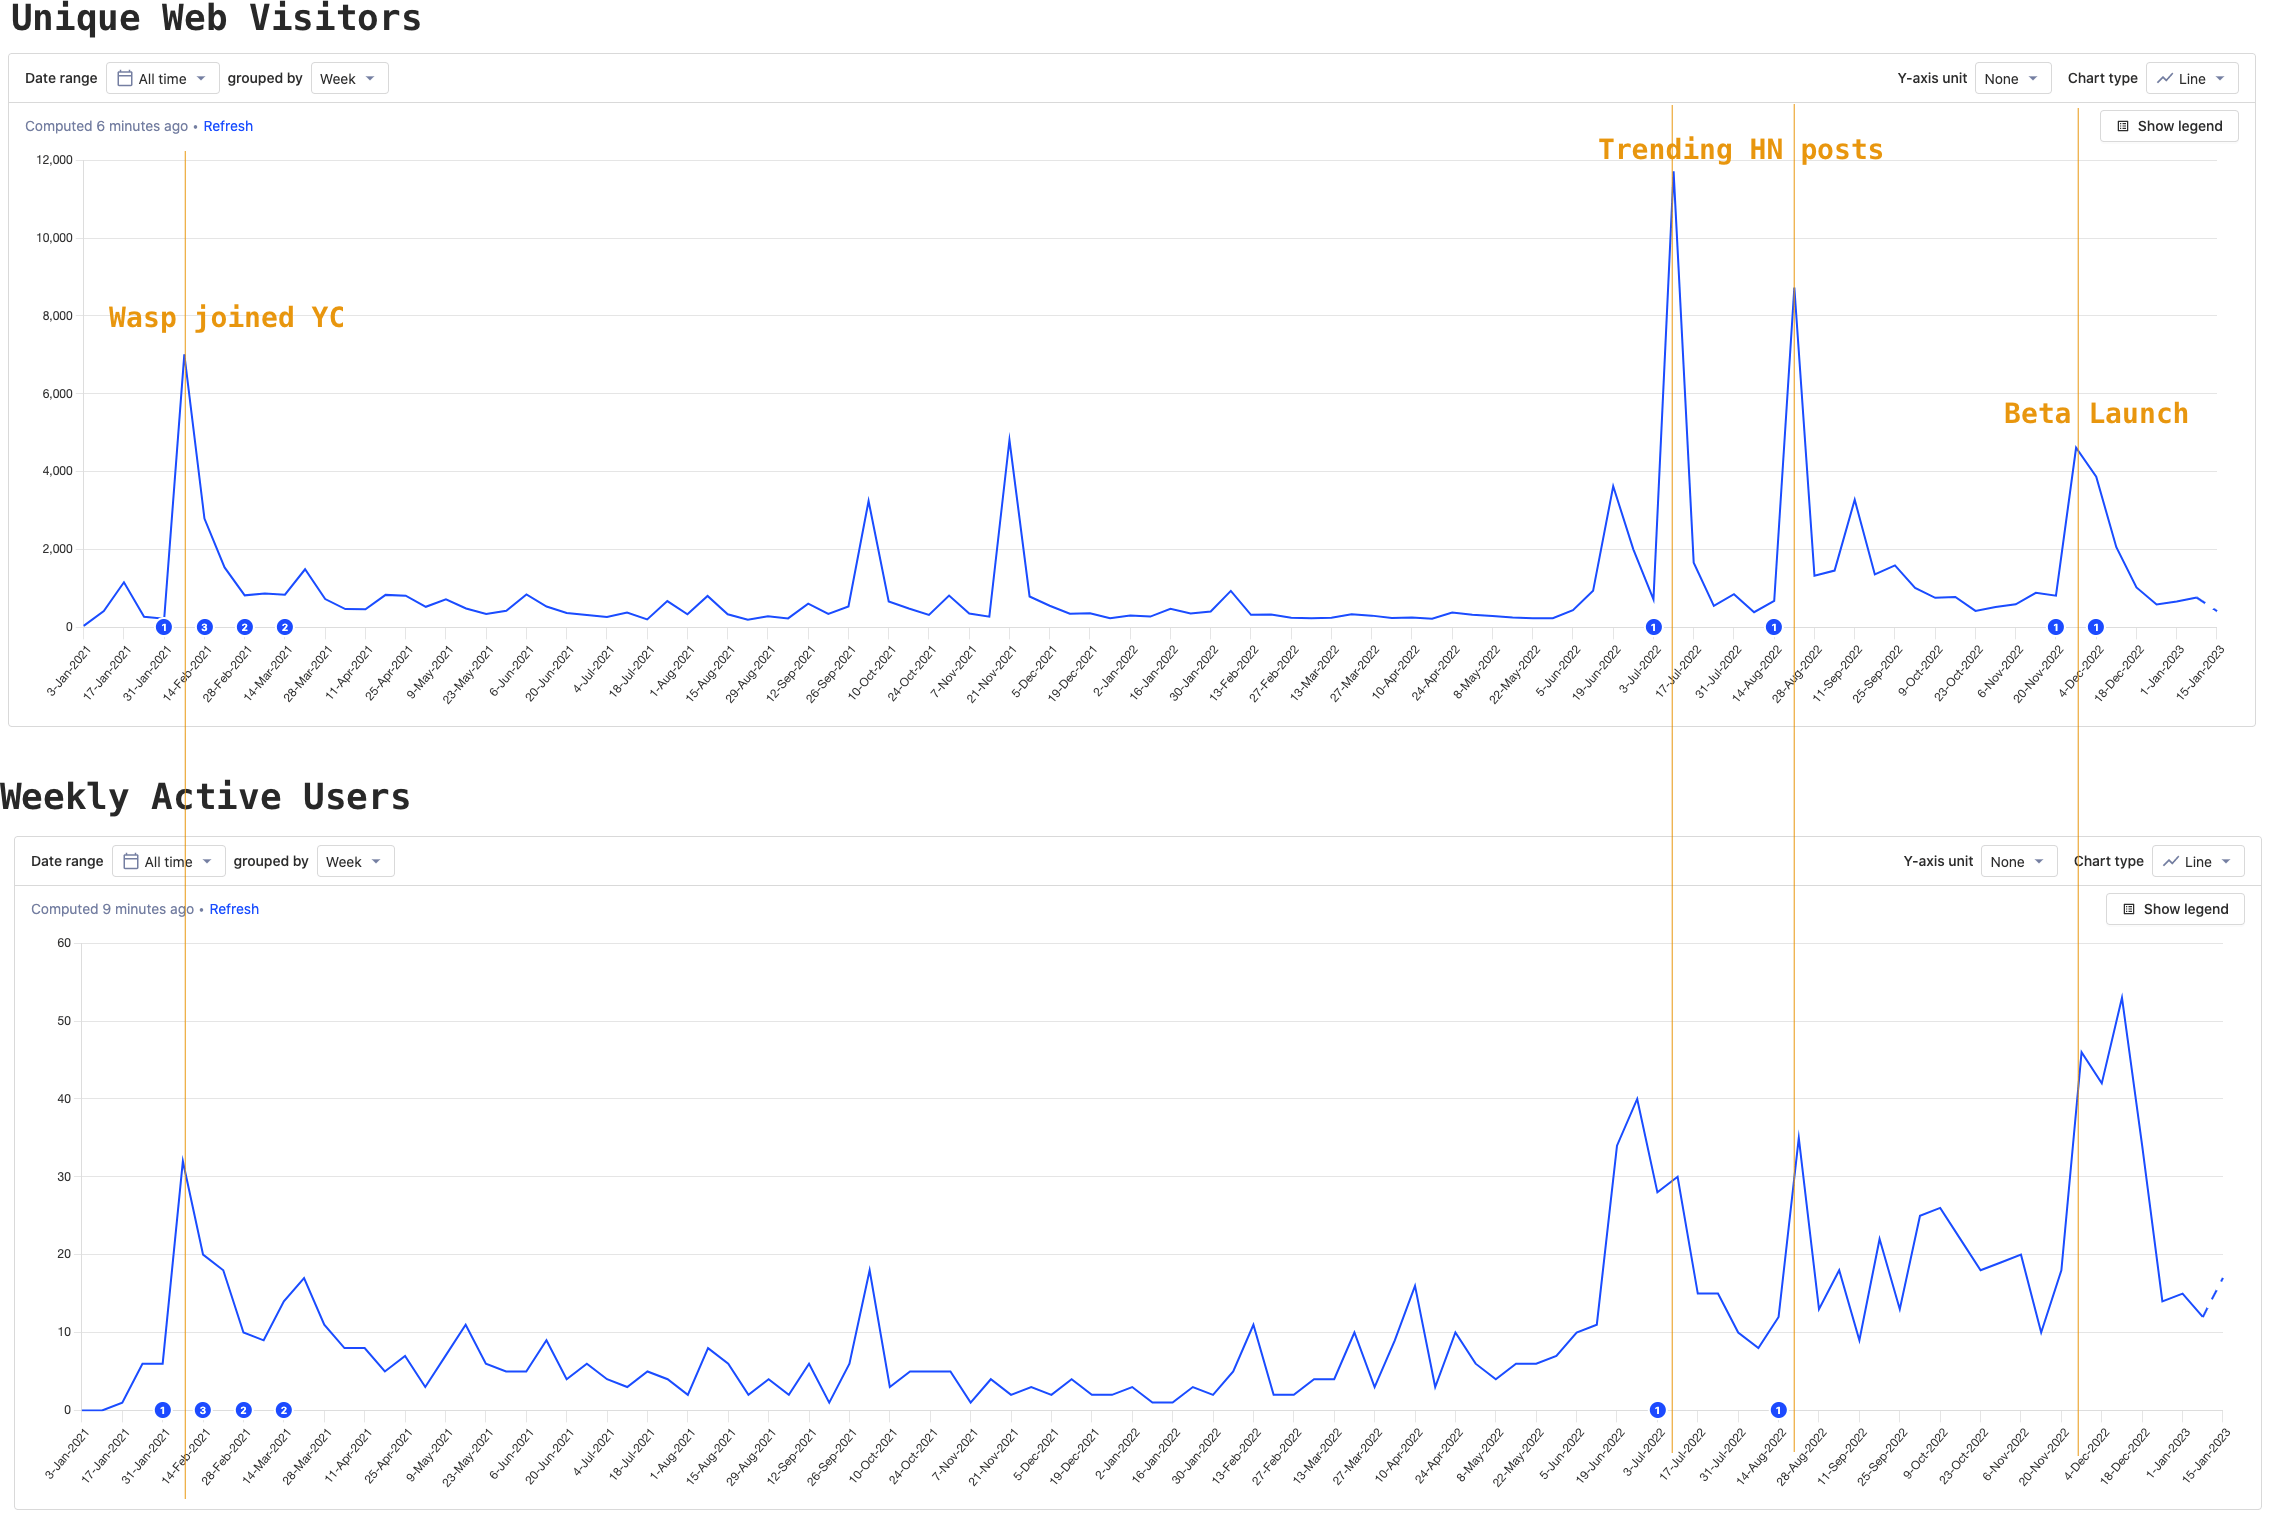 Unique Web Visitors
Date range All time grouped by Week Y-axis unit None Chart type Line
Computed 6 minutes ago • Refresh Show legend
Trending HN posts
12,000
10,000
8,000
Wasp joined YC
6,000
Beta Launch
4,000
2,000
0
1 3 2 2 1 1 1 1
3-Jan-2021 17-Jan-2021 31-Jan-2021 14-Feb-2021 28-Feb-2021 14-Mar-2021 28-Mar-2021 11-Apr-2021 25-Apr-2021 9-May-2021 23-May-2021 6-Jun-2021 20-Jun-2021 4-Jul-2021 18-Jul-2021 1-Aug-2021 15-Aug-2021 29-Aug-2021 12-Sep-2021 26-Sep-2021 10-Oct-2021 24-Oct-2021 7-Nov-2021 21-Nov-2021 5-Dec-2021 19-Dec-2021 2-Jan-2022 16-Jan-2022 30-Jan-2022 13-Feb-2022 27-Feb-2022 13-Mar-2022 27-Mar-2022 10-Apr-2022 24-Apr-2022 8-May-2022 22-May-2022 5-Jun-2022 19-Jun-2022 3-Jul-2022 17-Jul-2022 31-Jul-2022 14-Aug-2022 28-Aug-2022 11-Sep-2022 25-Sep-2022 9-Oct-2022 23-Oct-2022 6-Nov-2022 20-Nov-2022 4-Dec-2022 18-Dec-2022 1-Jan-2023 15-Jan-2023
Weekly Active Users
Date range All time grouped by Week Y-axis unit None Chart type Line
Computed 9 minutes ago • Refresh Show legend
60
50
40
30
20
10
0
1 3 2 2 1 1
3-Jan-2021 17-Jan-2021 31-Jan-2021 14-Feb-2021 28-Feb-2021 14-Mar-2021 28-Mar-2021 11-Apr-2021 25-Apr-2021 9-May-2021 23-May-2021 6-Jun-2021 20-Jun-2021 4-Jul-2021 18-Jul-2021 1-Aug-2021 15-Aug-2021 29-Aug-2021 12-Sep-2021 26-Sep-2021 10-Oct-2021 24-Oct-2021 7-Nov-2021 21-Nov-2021 5-Dec-2021 19-Dec-2021 2-Jan-2022 16-Jan-2022 30-Jan-2022 13-Feb-2022 27-Feb-2022 13-Mar-2022 27-Mar-2022 10-Apr-2022 24-Apr-2022 8-May-2022 22-May-2022 5-Jun-2022 19-Jun-2022 3-Jul-2022 17-Jul-2022 31-Jul-2022 14-Aug-2022 28-Aug-2022 11-Sep-2022 25-Sep-2022 9-Oct-2022 23-Oct-2022 6-Nov-2022 20-Nov-2022 4-Dec-2022 18-Dec-2022 1-Jan-2023 15-Jan-2023